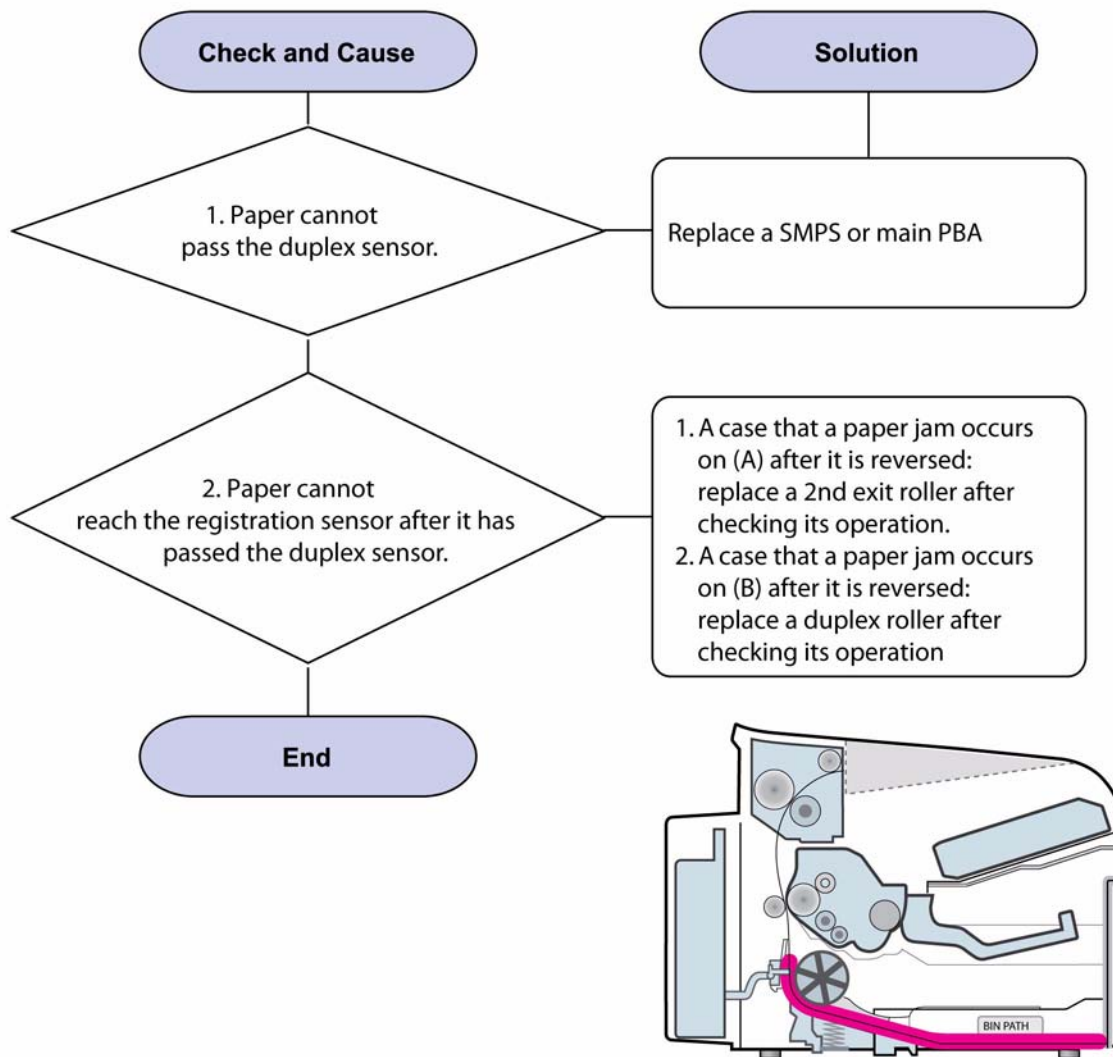 Check and Cause
Solution
1. Paper cannot
pass the duplex sensor.
Replace a SMPS or main PBA
2. Paper cannot
reach the registration sensor after it has
passed the duplex sensor.
1. A case that a paper jam occurs
on (A) after it is reversed:
replace a 2nd exit roller after
checking its operation.
2. A case that a paper jam occurs
on (B) after it is reversed:
replace a duplex roller after
checking its operation
End
BIN PATH